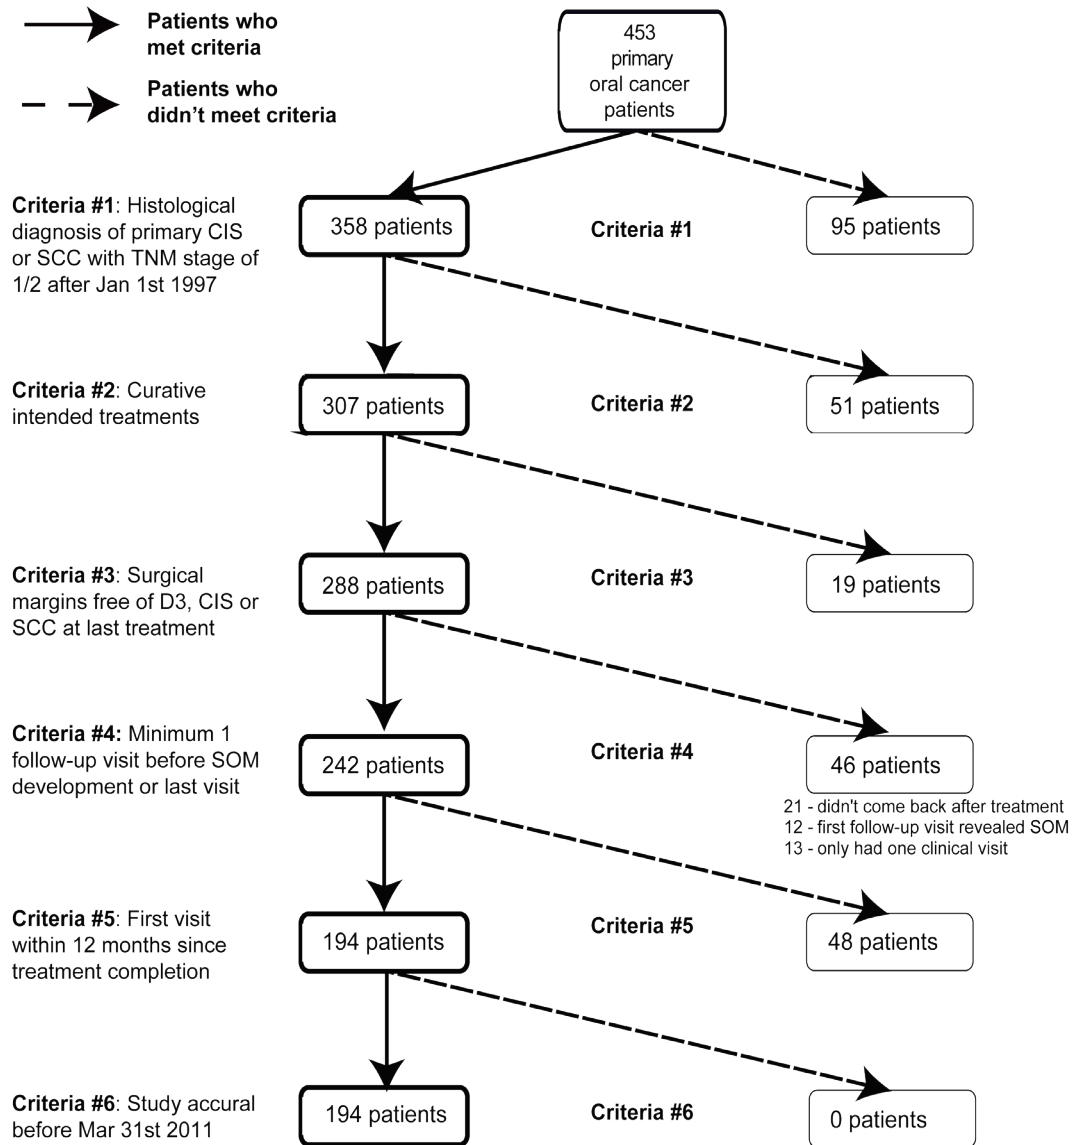 Patients who
met criteria
Patients who
didn't meet criteria
453
primary
oral cancer
patients
Criteria #1: Histological
diagnosis of primary CIS
or SCC with TNM stage of
1/2 after Jan 1st 1997
358 patients
Criteria #1
95 patients
Criteria #2: Curative
intended treatments
307 patients
Criteria #2
51 patients
Criteria #3: Surgical
margins free of D3, CIS or
SCC at last treatment
288 patients
Criteria #3
19 patients
Criteria #4: Minimum 1
follow-up visit before SOM
development or last visit
242 patients
Criteria #4
46 patients
21 - didn't come back after treatment
12 - first follow-up visit revealed SOM
13 - only had one clinical visit
Criteria #5: First visit
within 12 months since
treatment completion
194 patients
Criteria #5
48 patients
Criteria #6: Study accural
before Mar 31st 2011
194 patients
Criteria #6
0 patients